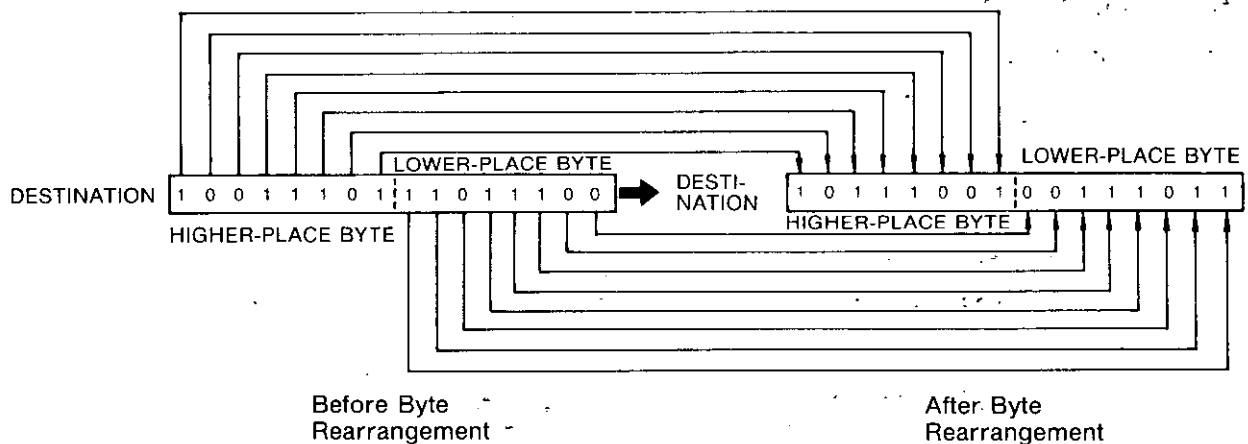 LOWER-PLACE BYTE
DESTINATION 1 0 0 1 1 1 0 1 1 1 0 1 1 1 0 0
HIGHER-PLACE BYTE
DESTI-
NATION
LOWER-PLACE BYTE
1 0 1 1 1 0 0 1 0 0 1 1 1 0 1 1
HIGHER-PLACE BYTE
Before Byte
Rearrangement
After Byte
Rearrangement